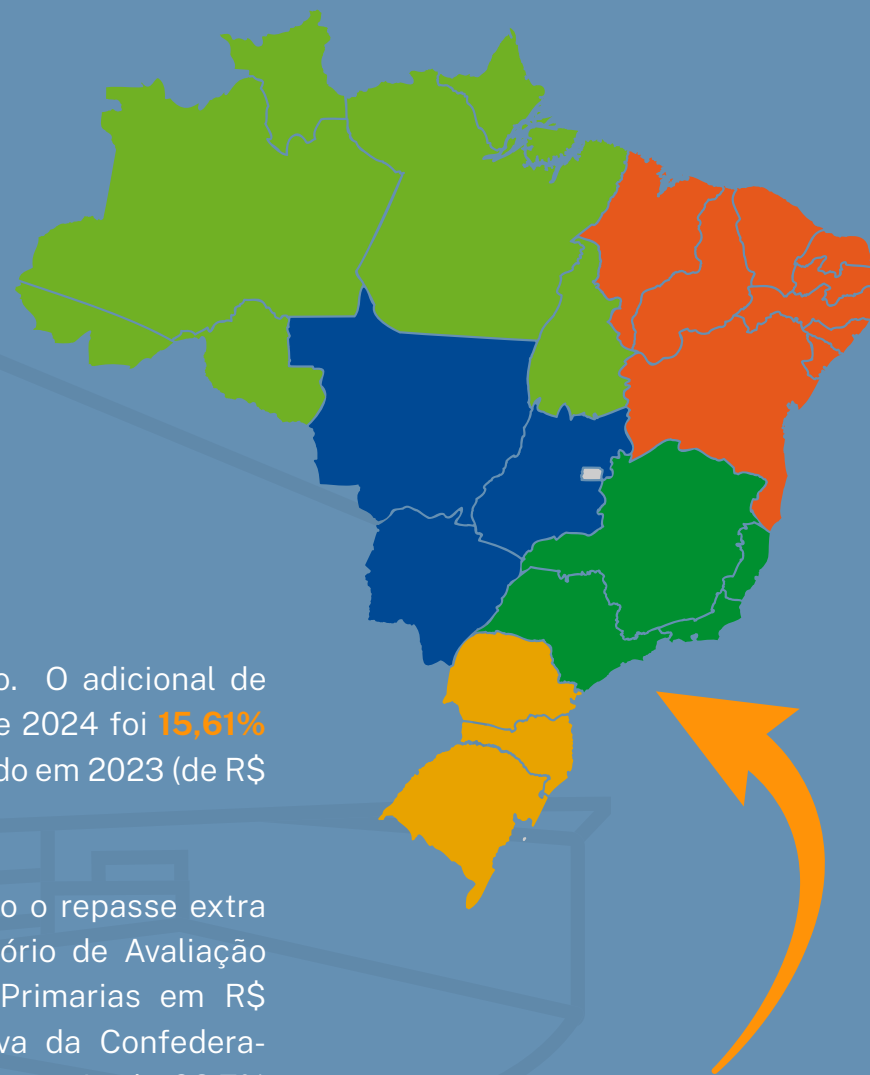 o. O adicional de
e 2024 foi 15,61%
do em 2023 (de R$
o o repasse extra
ório de Avaliação
Primarias em R$
va da Confedera-